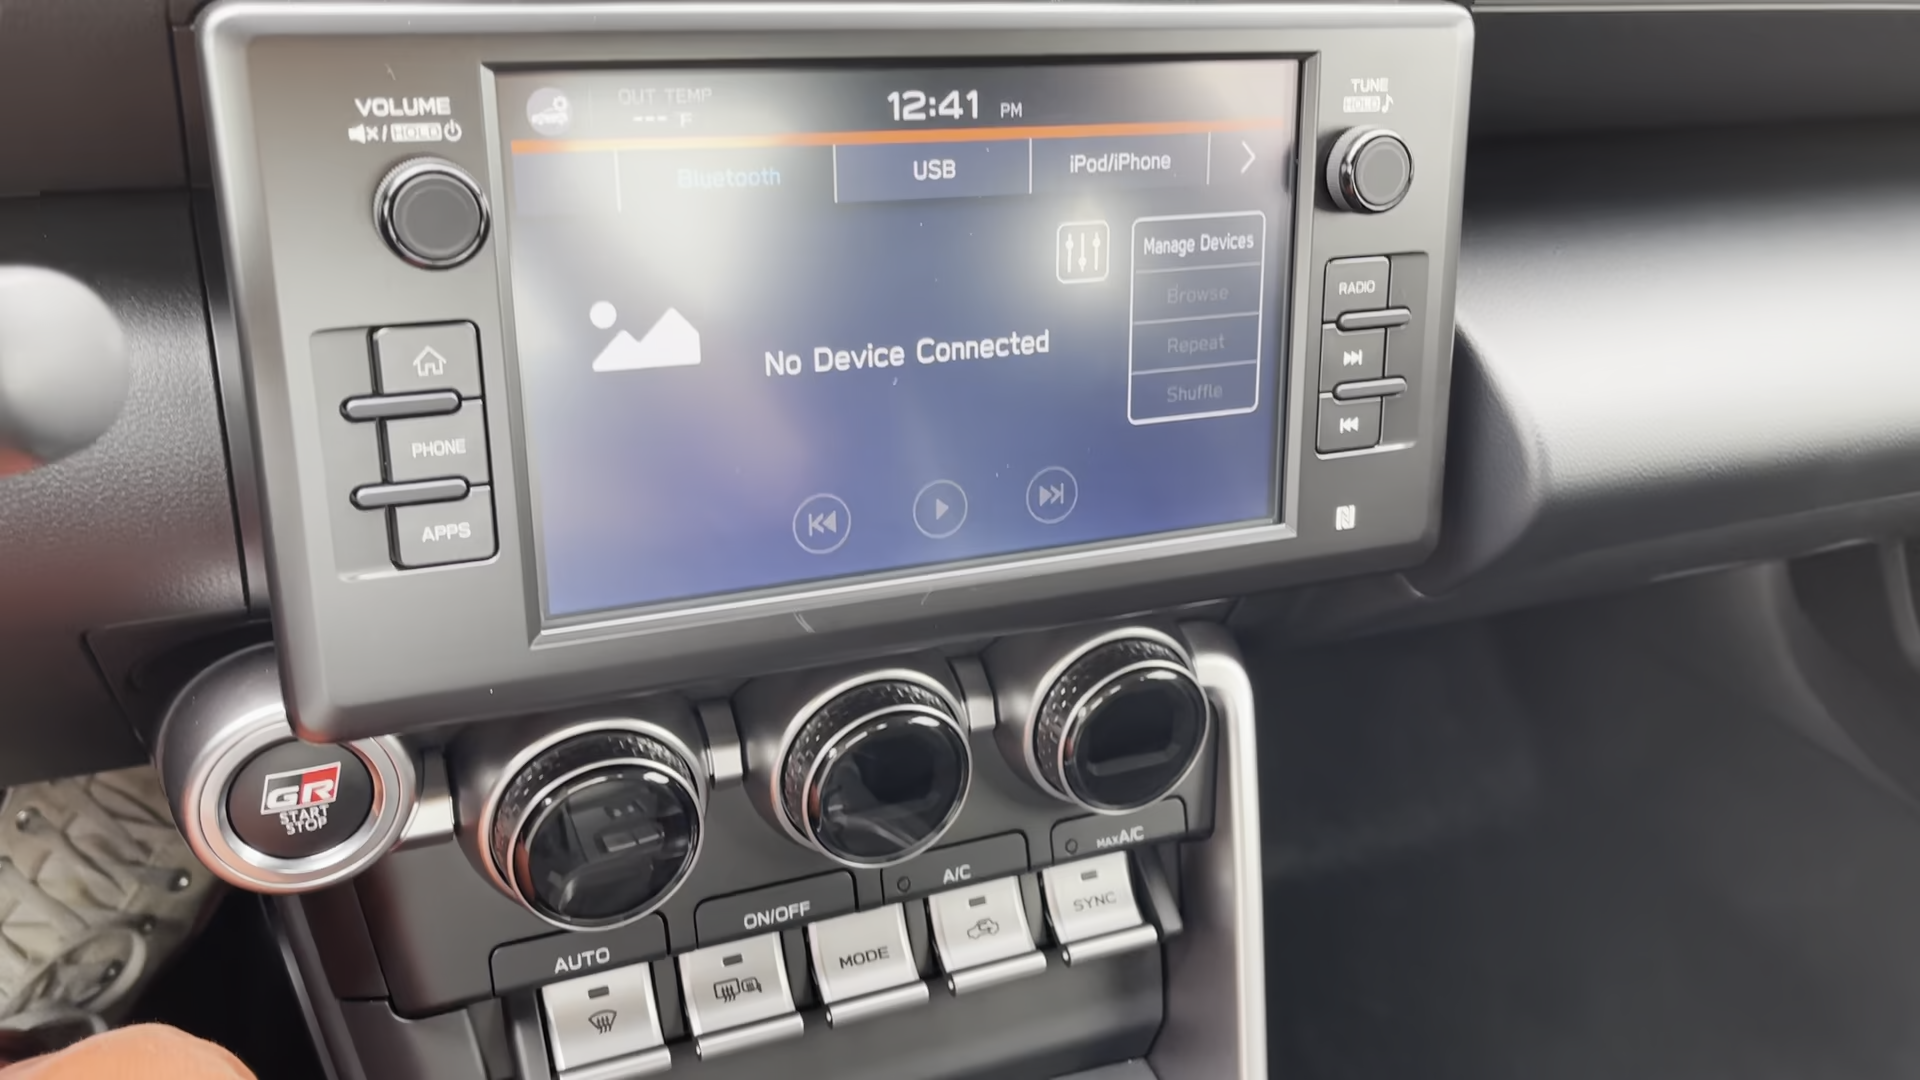 VOLUME
HOLD
OUT TEMP
--- F
12:41 PM
TUNE
HOLD
Bluetooth
USB
iPod/iPhone
Manage Devices
Browse
Repeat
Shuffle
No Device Connected
PHONE
APPS
RADIO
GR
START
STOP
MAX A/C
A/C
ON/OFF
AUTO
SYNC
MODE